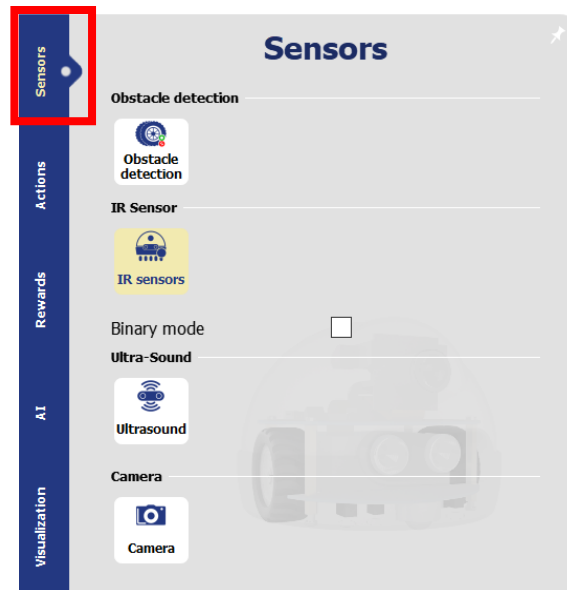 Sensors
Actions
Rewards
AI
Visualization
Sensors
Obstacle detection
Obstacle
detection
IR Sensor
IR sensors
Binary mode
Ultra-Sound
Ultrasound
Camera
Camera